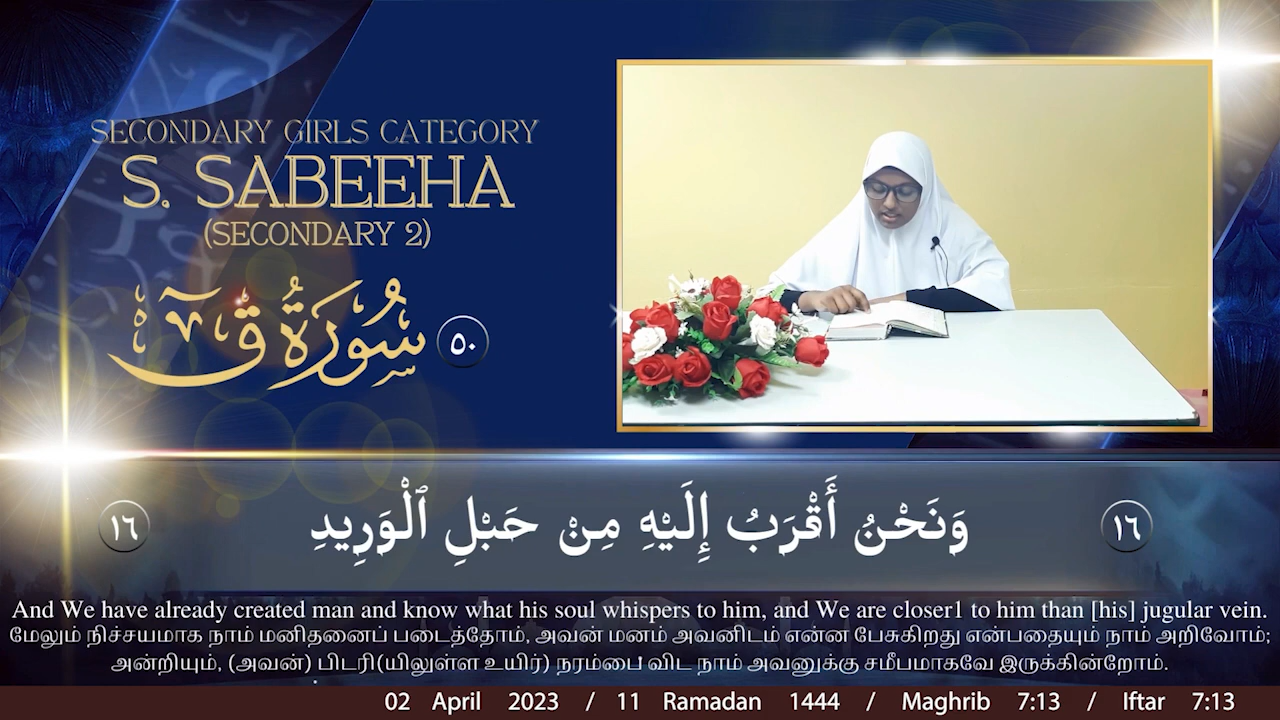 SECONDARY GIRLS CATEGORY
S. SABEEHA
(SECONDARY 2)
سُورَةُ قٓ ٥٠
١٦ وَنَحْنُ أَقْرَبُ إِلَيْهِ مِنْ حَبْلِ ٱلْوَرِيدِ ١٦
And We have already created man and know what his soul whispers to him, and We are closer1 to him than [his] jugular vein.
மேலும் நிச்சயமாக நாம் மனிதனைப் படைத்தோம், அவன் மனம் அவனிடம் என்ன பேசுகிறது என்பதையும் நாம் அறிவோம்;
அன்றியும், (அவன்) பிடரி(யிலுள்ள உயிர்) நரம்பை விட நாம் அவனுக்கு சமீபமாகவே இருக்கின்றோம்.
02 April 2023 / 11 Ramadan 1444 / Maghrib 7:13 / Iftar 7:13